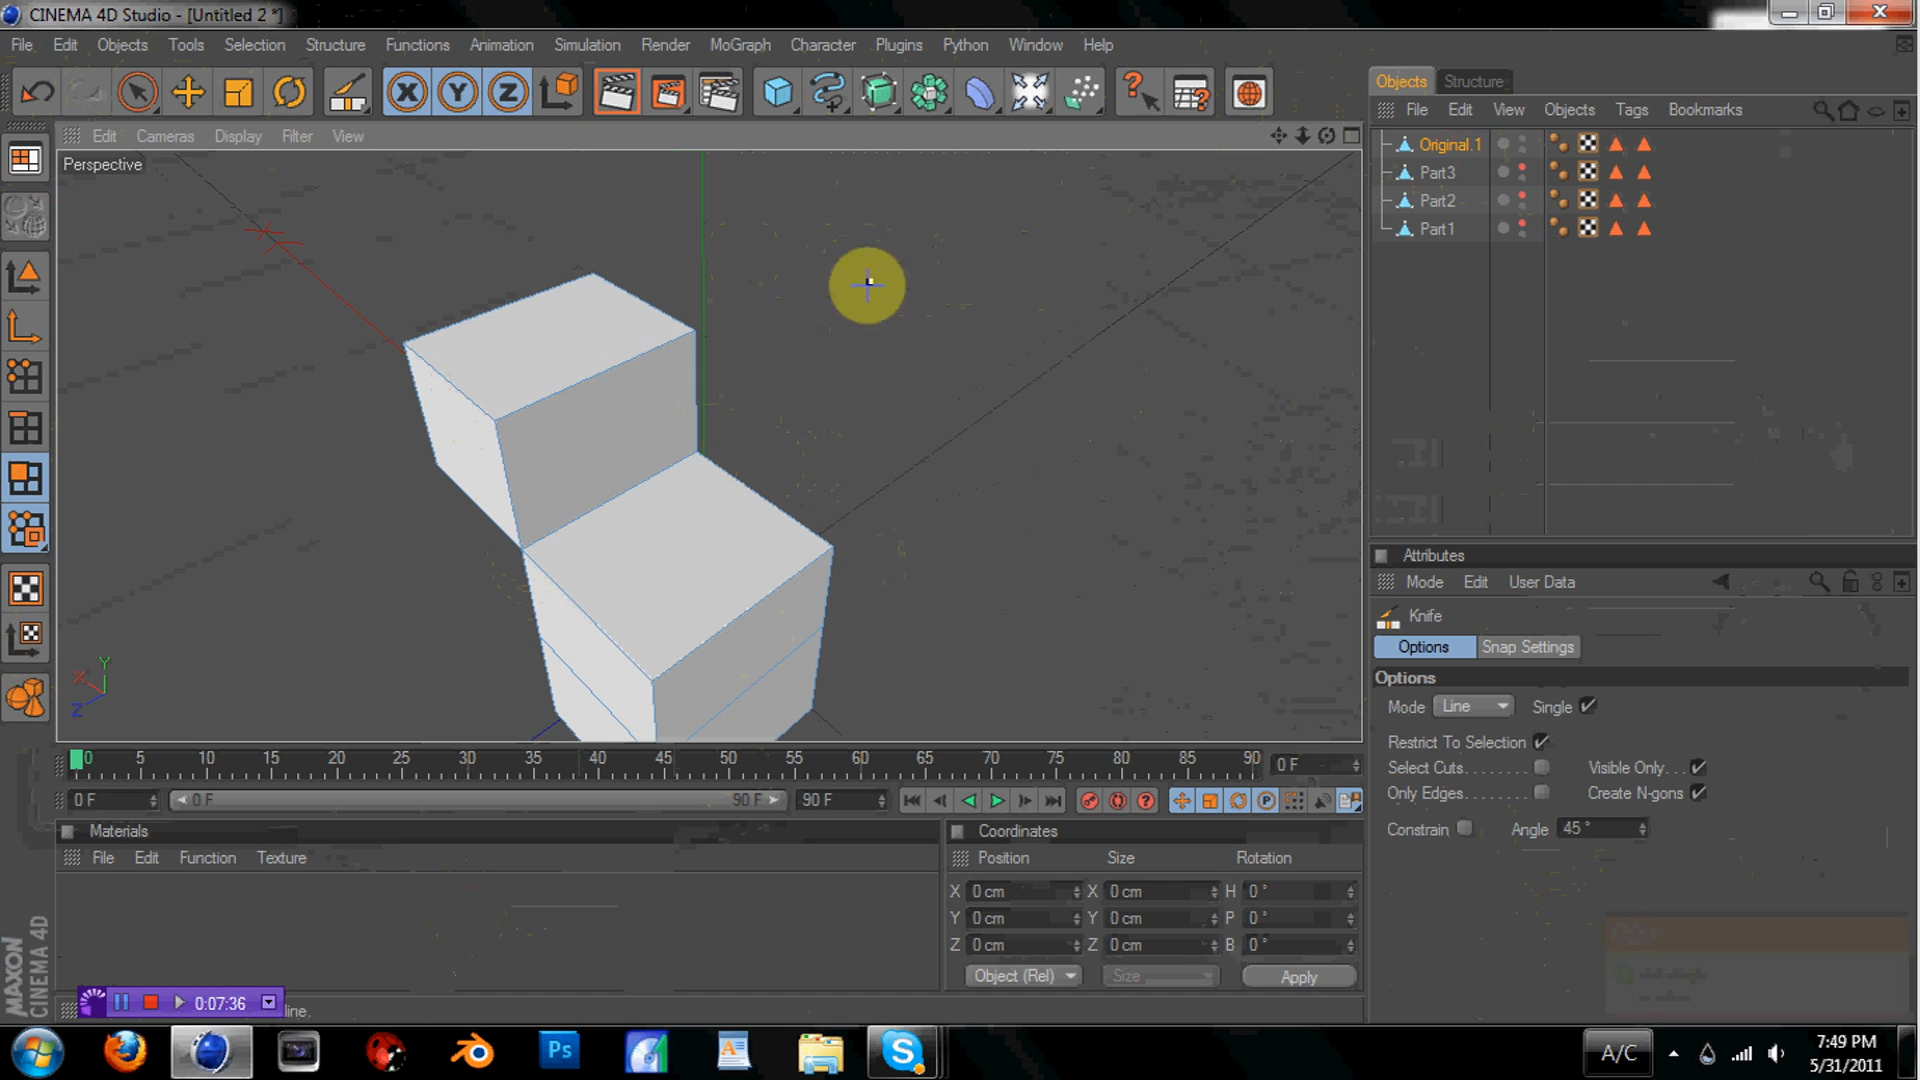 CINEMA 4D Studio - [Untitled 2 *]
File Edit Objects Tools Selection Structure Functions Animation Simulation Render MoGraph Character Plugins Python Window Help
X Y Z
Objects Structure
File Edit View Objects Tags Bookmarks
Edit Cameras Display Filter View
Perspective
Original.1
Part3
Part2
Part1
Y
X
Z
Attributes
Mode Edit User Data
Knife
Options Snap Settings
Options
Mode Line Single
Restrict To Selection
Select Cuts Visible Only
Only Edges Create N-gons
Constrain Angle 45 °
0 5 10 15 20 25 30 35 40 45 50 55 60 65 70 75 80 85 90 0 F
0 F 0 F 90 F 90 F
P
Materials
File Edit Function Texture
Coordinates
Position Size Rotation
X 0 cm X 0 cm H 0 °
Y 0 cm Y 0 cm P 0 °
Z 0 cm Z 0 cm B 0 °
Object (Rel) Size Apply
MAXON
CINEMA 4D
0:07:36
line.
Ps
A/C
7:49 PM
5/31/2011